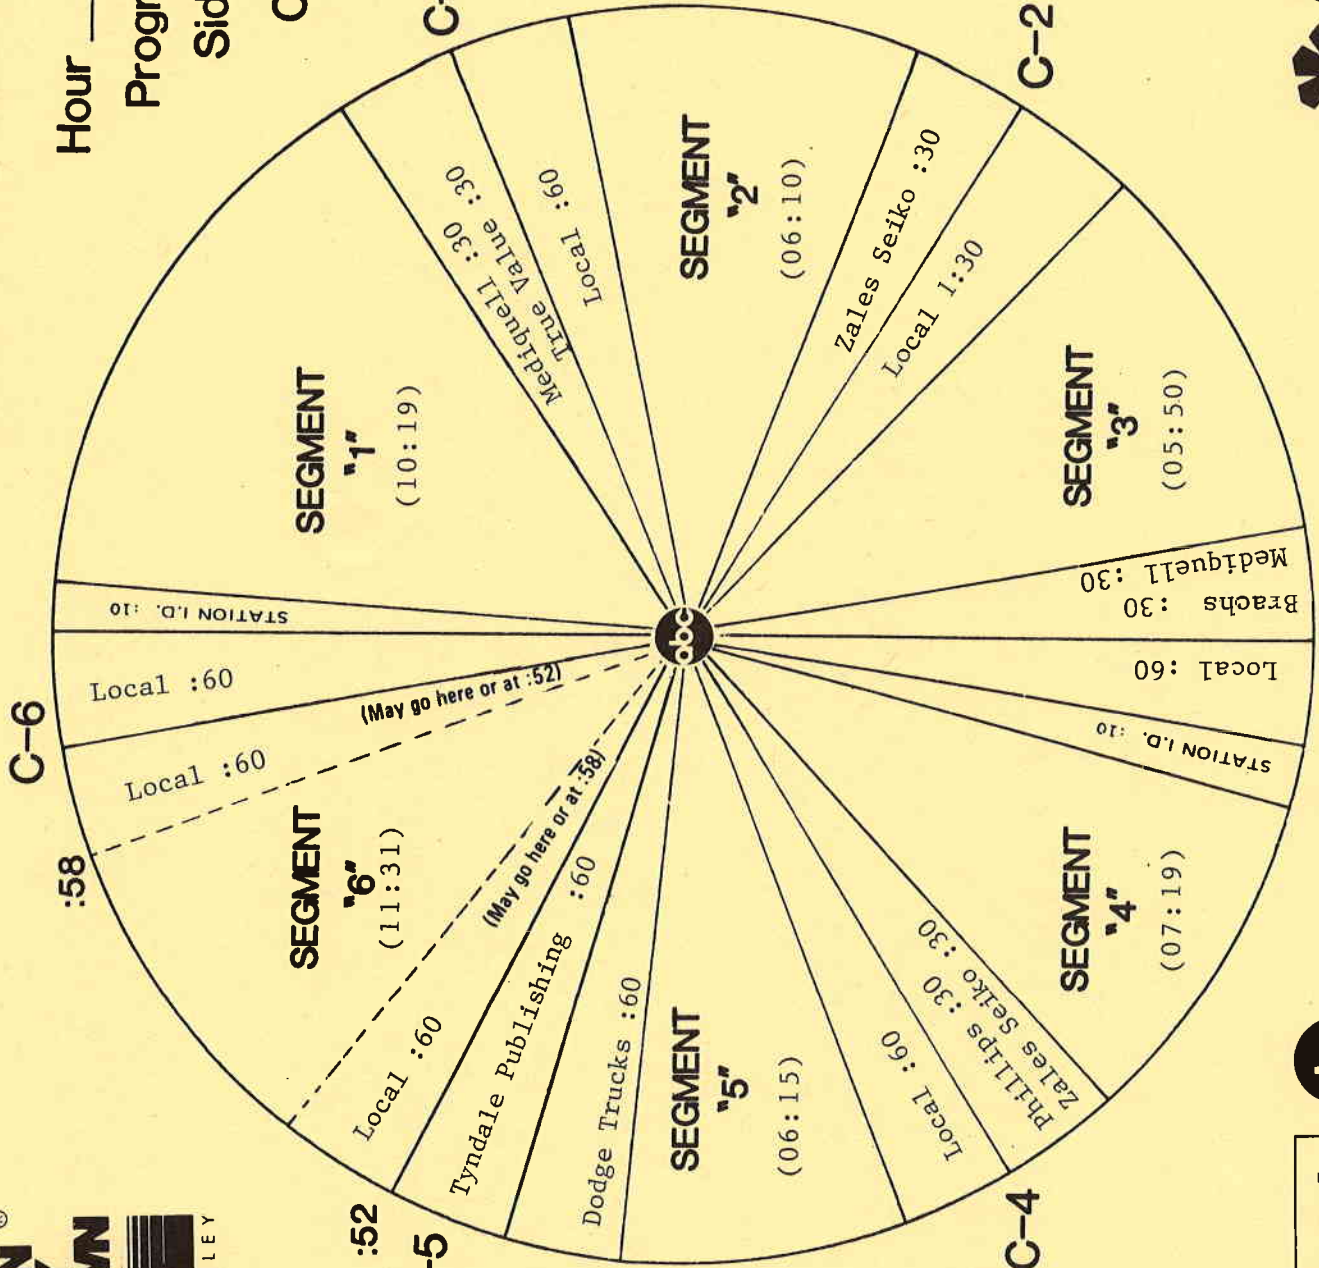 Hour
C-2
SEGMENT
"1"
(10:19)
Mediquell :30
True Value :30
Local :60
SEGMENT
"2"
(06:10)
Zales Seiko :30
Local 1:30
SEGMENT
"3"
(05:50)
Mediquell :30
Brachs :30
Local :60
STATION I.D. :10
SEGMENT
"4"
(07:19)
Zales Seiko :30
Phillips :30
Local :60
C-4
SEGMENT
"5"
(06:15)
Dodge Trucks :60
Tyndale Publishing :60
:52
Local :60
(May go here or at :58)
SEGMENT
"6"
(11:31)
:58
Local :60
(May go here or at :52)
Local :60
C-6
STATION I.D. :10
abc